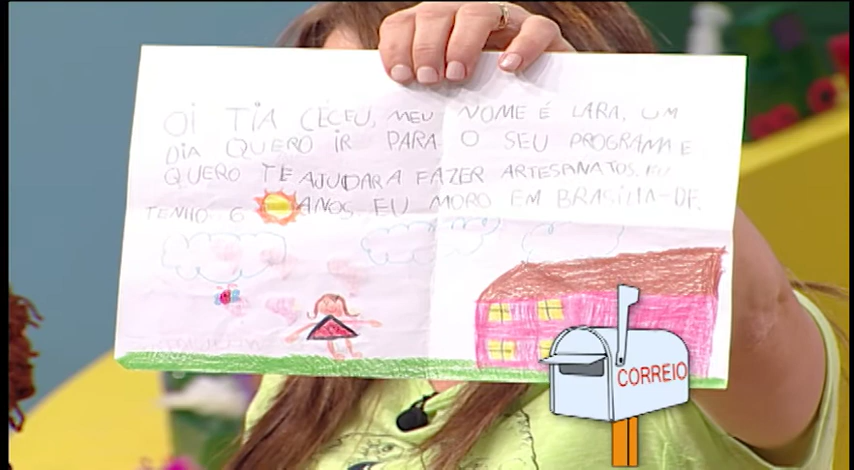 OI TIA CÉCEU, MEU NOME É LARA, UM
DIA QUERO IR PARA O SEU PROGRAMA E
QUERO TE AJUDAR A FAZER ARTESANATOS. EU
TENHO 6 ANOS. EU MORO EM BRASÍLIA-DF.
CORREIO